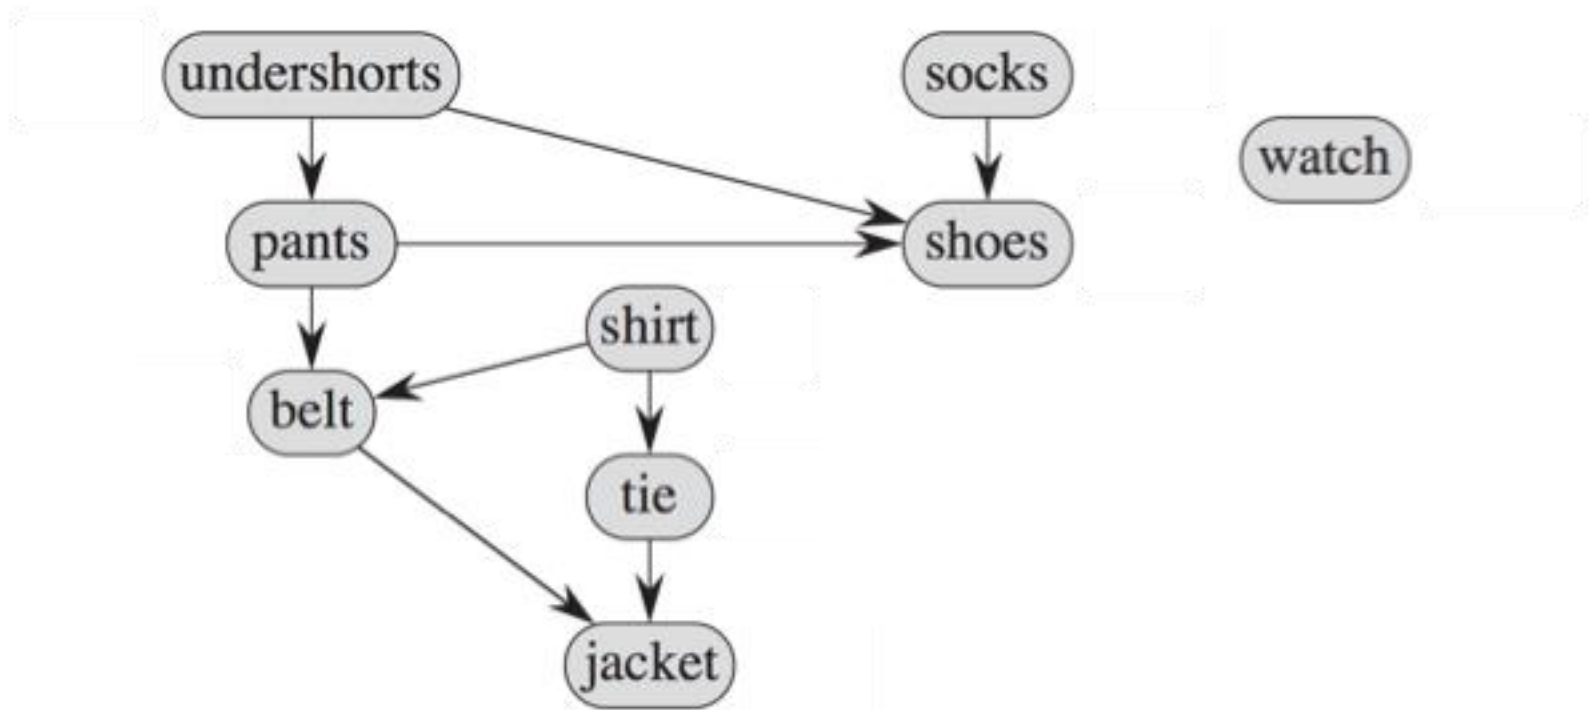 undershorts
socks
watch
pants
shoes
shirt
belt
tie
jacket